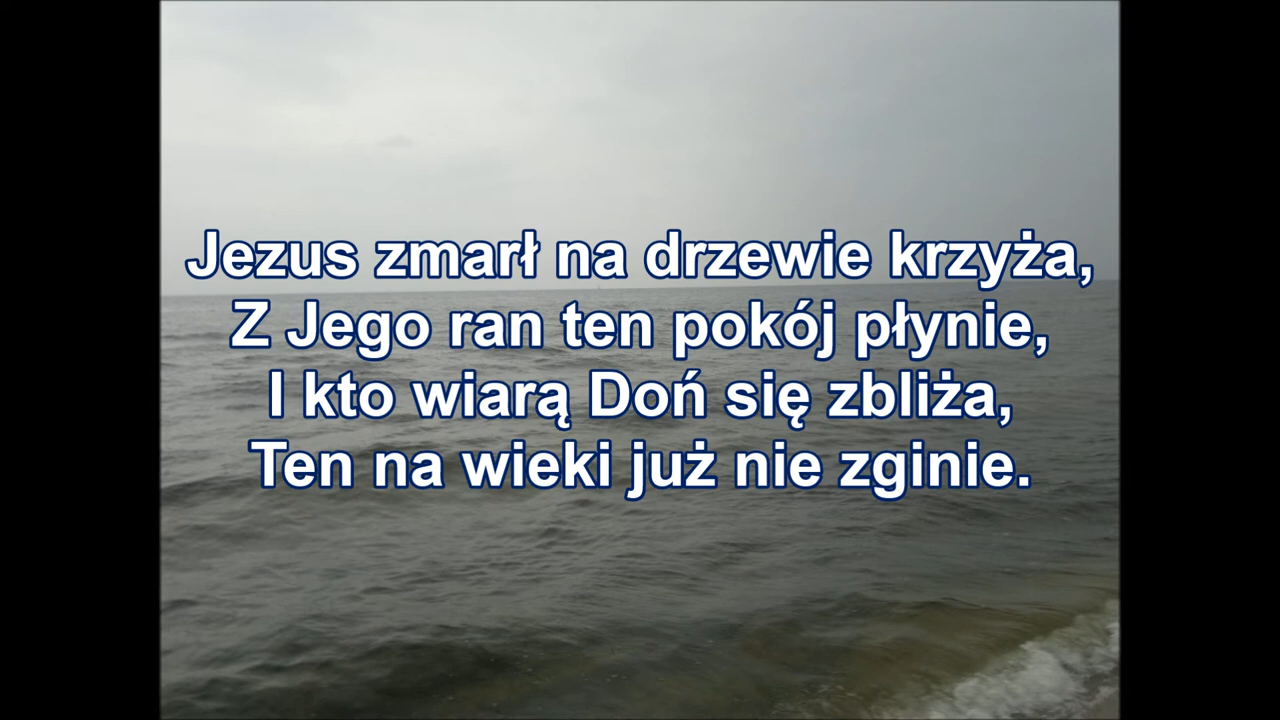 Jezus zmarł na drzewie krzyża,
Z Jego ran ten pokój płynie,
I kto wiarą Doń się zbliża,
Ten na wieki już nie zginie.